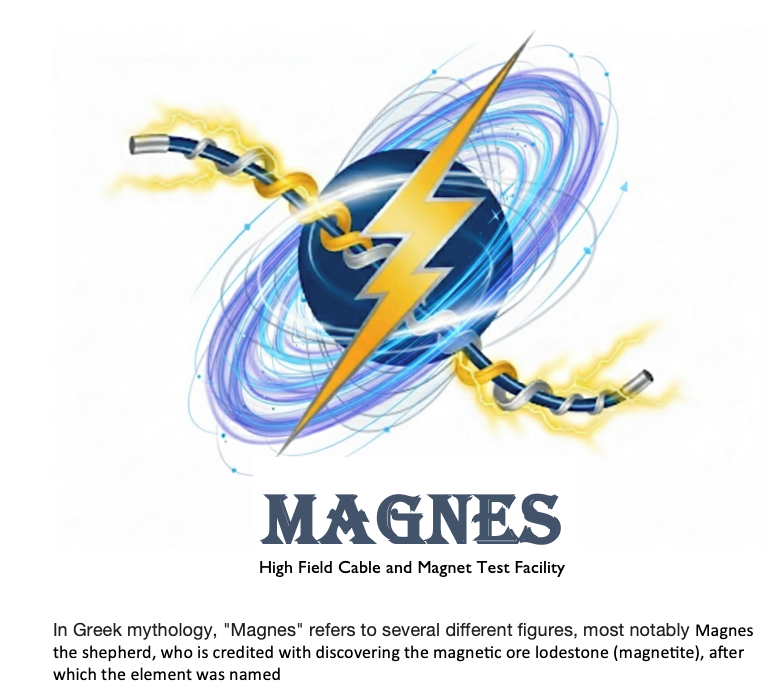 MAGNES
High Field Cable and Magnet Test Facility
In Greek mythology, "Magnes" refers to several different figures, most notably Magnes
the shepherd, who is credited with discovering the magnetic ore lodestone (magnetite), after
which the element was named